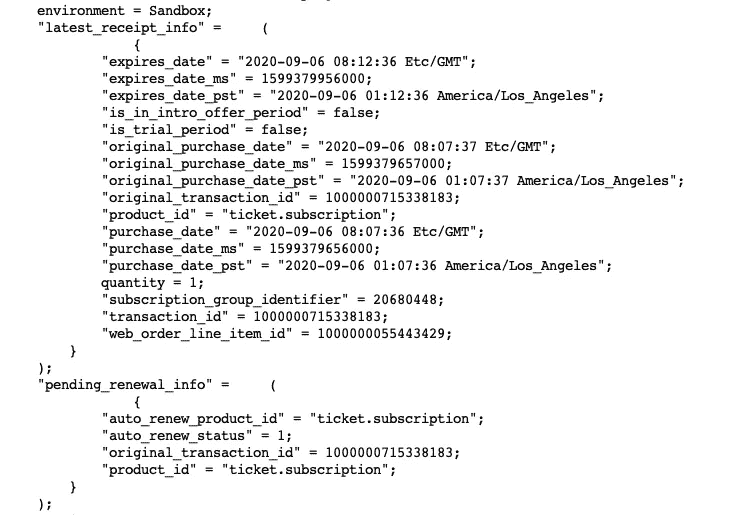 environment = Sandbox;
"latest_receipt_info" = (
{
"expires_date" = "2020-09-06 08:12:36 Etc/GMT";
"expires_date_ms" = 1599379956000;
"expires_date_pst" = "2020-09-06 01:12:36 America/Los_Angeles";
"is_in_intro_offer_period" = false;
"is_trial_period" = false;
"original_purchase_date" = "2020-09-06 08:07:37 Etc/GMT";
"original_purchase_date_ms" = 1599379657000;
"original_purchase_date_pst" = "2020-09-06 01:07:37 America/Los_Angeles";
"original_transaction_id" = 1000000715338183;
"product_id" = "ticket.subscription";
"purchase_date" = "2020-09-06 08:07:36 Etc/GMT";
"purchase_date_ms" = 1599379656000;
"purchase_date_pst" = "2020-09-06 01:07:36 America/Los_Angeles";
quantity = 1;
"subscription_group_identifier" = 20680448;
"transaction_id" = 1000000715338183;
"web_order_line_item_id" = 1000000055443429;
}
);
"pending_renewal_info" = (
{
"auto_renew_product_id" = "ticket.subscription";
"auto_renew_status" = 1;
"original_transaction_id" = 1000000715338183;
"product_id" = "ticket.subscription";
}
);